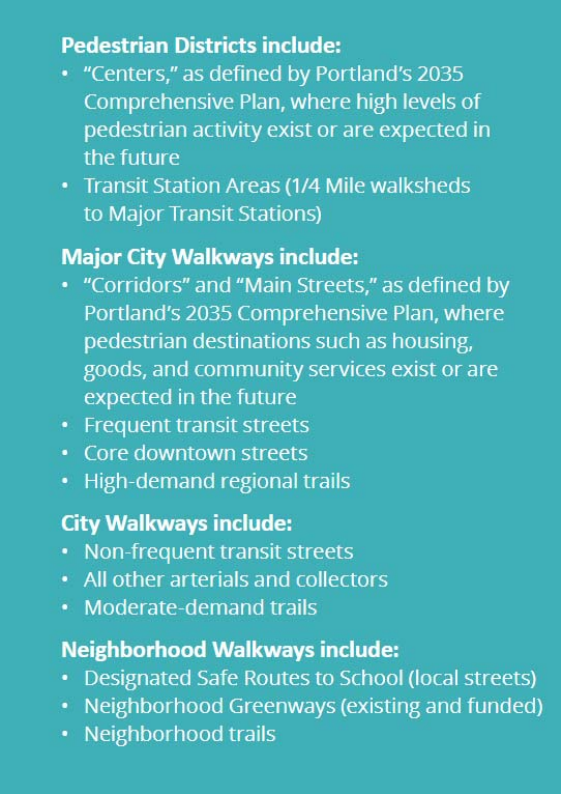 Pedestrian Districts include:
• “Centers,” as defined by Portland’s 2035
Comprehensive Plan, where high levels of
pedestrian activity exist or are expected in
the future
• Transit Station Areas (1/4 Mile walksheds
to Major Transit Stations)
Major City Walkways include:
• “Corridors” and “Main Streets,” as defined by
Portland’s 2035 Comprehensive Plan, where
pedestrian destinations such as housing,
goods, and community services exist or are
expected in the future
• Frequent transit streets
• Core downtown streets
• High-demand regional trails
City Walkways include:
• Non-frequent transit streets
• All other arterials and collectors
• Moderate-demand trails
Neighborhood Walkways include:
• Designated Safe Routes to School (local streets)
• Neighborhood Greenways (existing and funded)
• Neighborhood trails